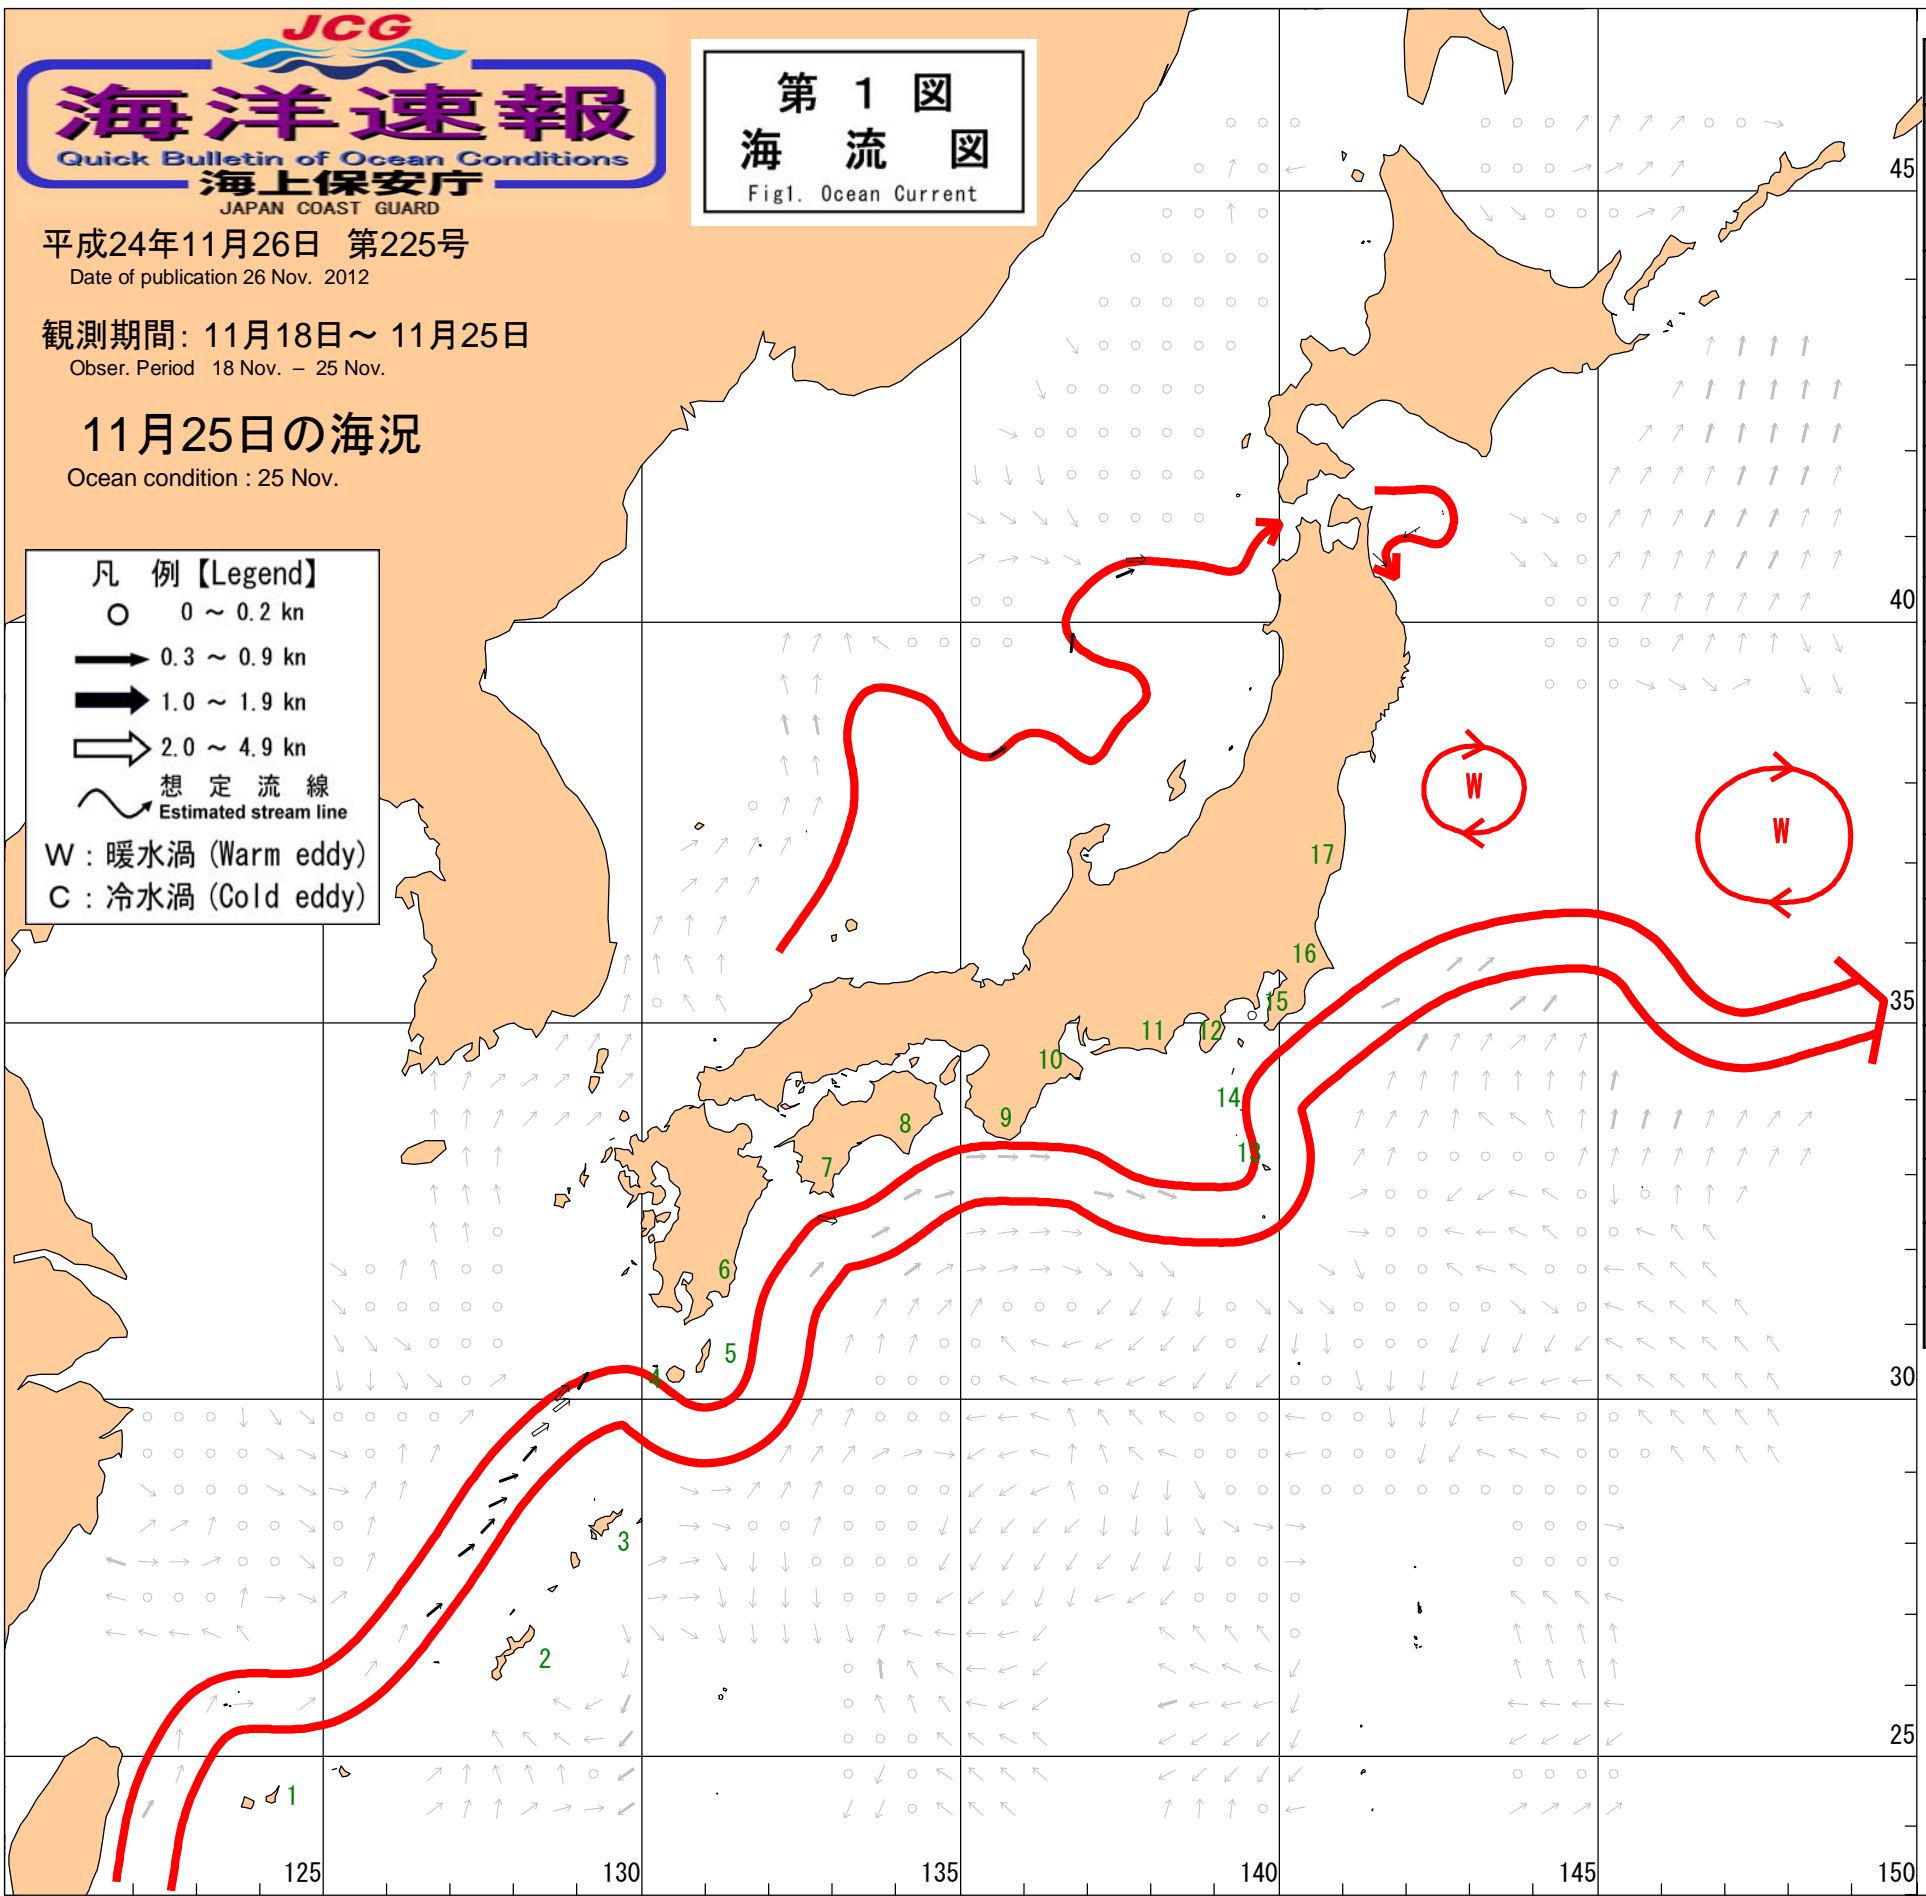 JCG
海洋速報
Quick Bulletin of Ocean Conditions
海上保安庁
JAPAN COAST GUARD
第 1 図
海 流 図
Fig1. Ocean Current
平成24年11月26日 第225号
Date of publication 26 Nov. 2012
観測期間: 11月18日～ 11月25日
Obser. Period 18 Nov. – 25 Nov.
11月25日の海況
Ocean condition : 25 Nov.
凡 例【Legend】
0 ～ 0.2 kn
0.3 ～ 0.9 kn
1.0 ～ 1.9 kn
2.0 ～ 4.9 kn
想 定 流 線
Estimated stream line
W : 暖水渦 (Warm eddy)
C : 冷水渦 (Cold eddy)
45
40
35
30
25
W
W
17
16
15
14
13
12
11
10
9
8
7
6
5
4
3
2
1
125
130
135
140
145
150